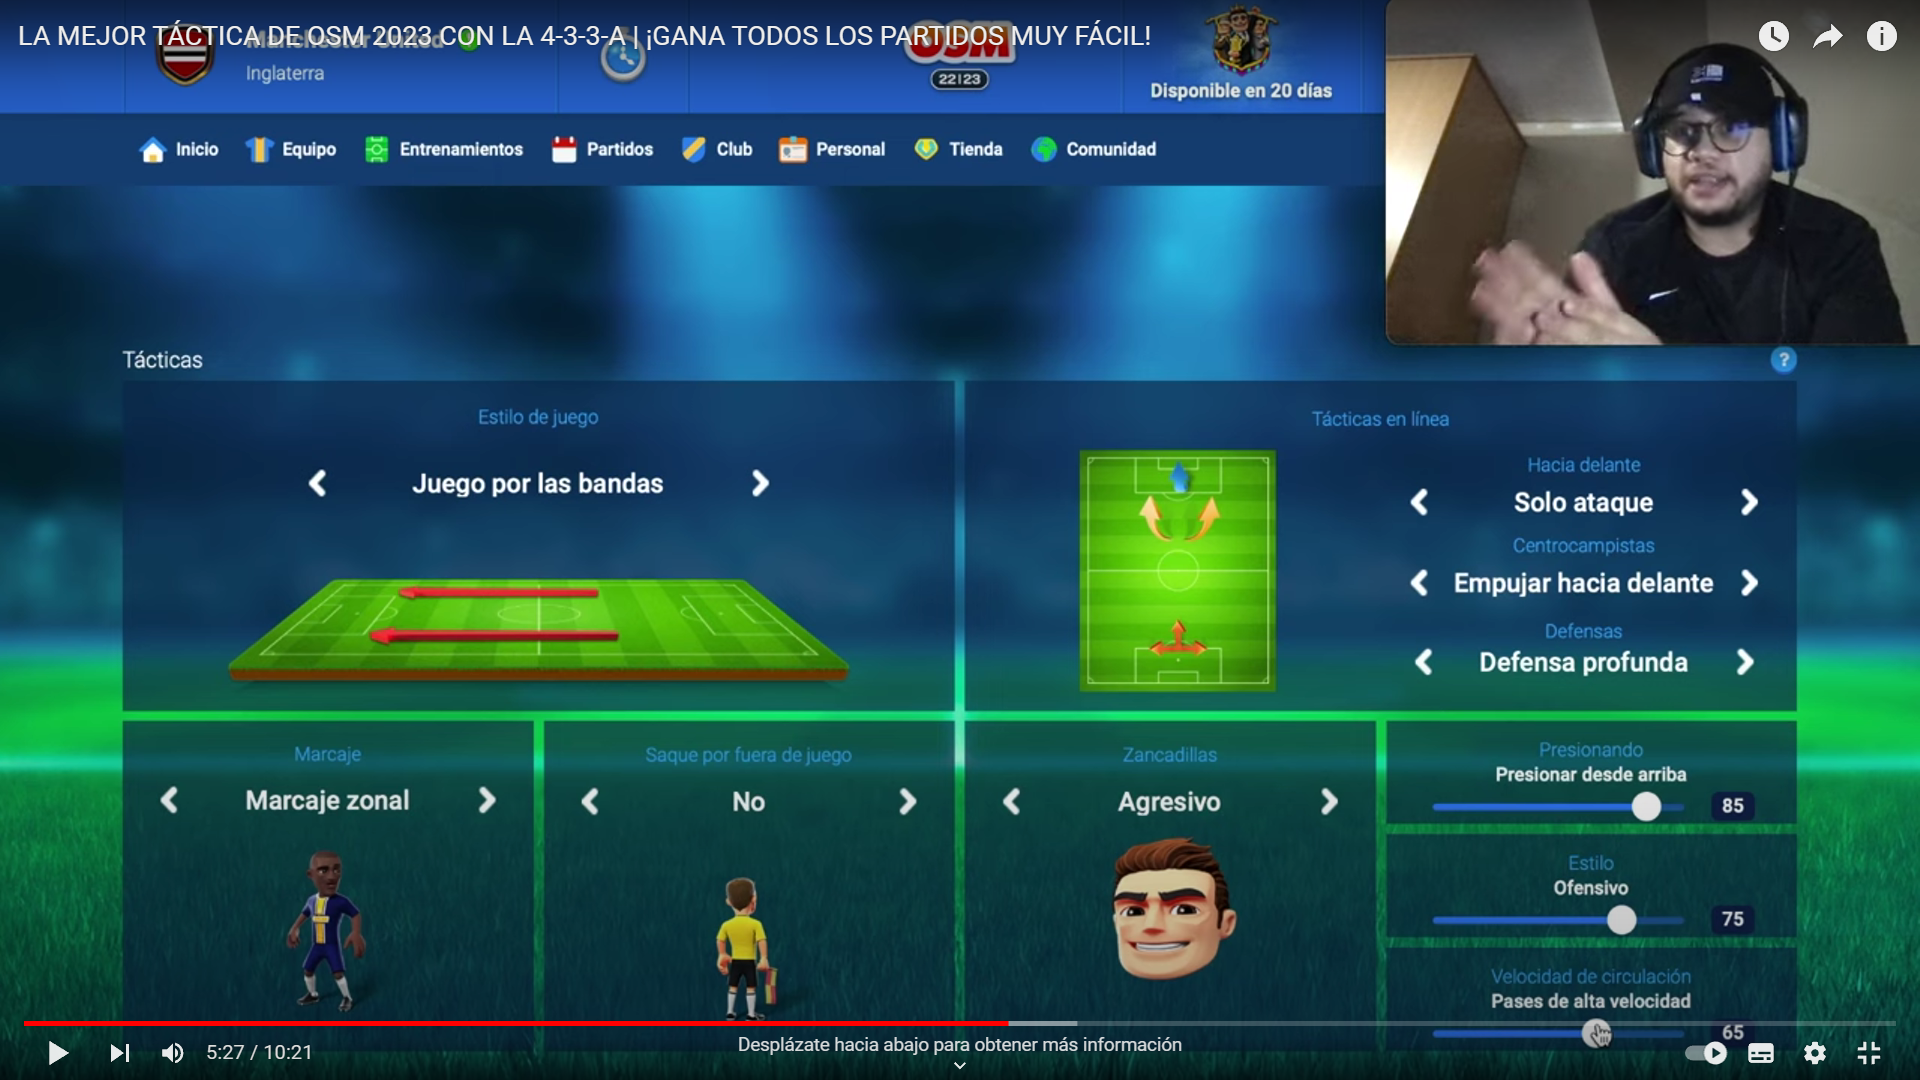 LA MEJOR TÁCTICA DE OSM 2023 CON LA 4-3-3-A | ¡GANA TODOS LOS PARTIDOS MUY FÁCIL!
Manchester United
Inglaterra
OSM
22|23
Disponible en 20 días
Inicio
Equipo
Entrenamientos
Partidos
Club
Personal
Tienda
Comunidad
Tácticas
?
Estilo de juego
Juego por las bandas
Tácticas en línea
Hacia delante
Solo ataque
Centrocampistas
Empujar hacia delante
Defensas
Defensa profunda
Marcaje
Marcaje zonal
Saque por fuera de juego
No
Zancadillas
Agresivo
Presionando
Presionar desde arriba
85
Estilo
Ofensivo
75
Velocidad de circulación
Pases de alta velocidad
65
5:27 / 10:21
Desplázate hacia abajo para obtener más información